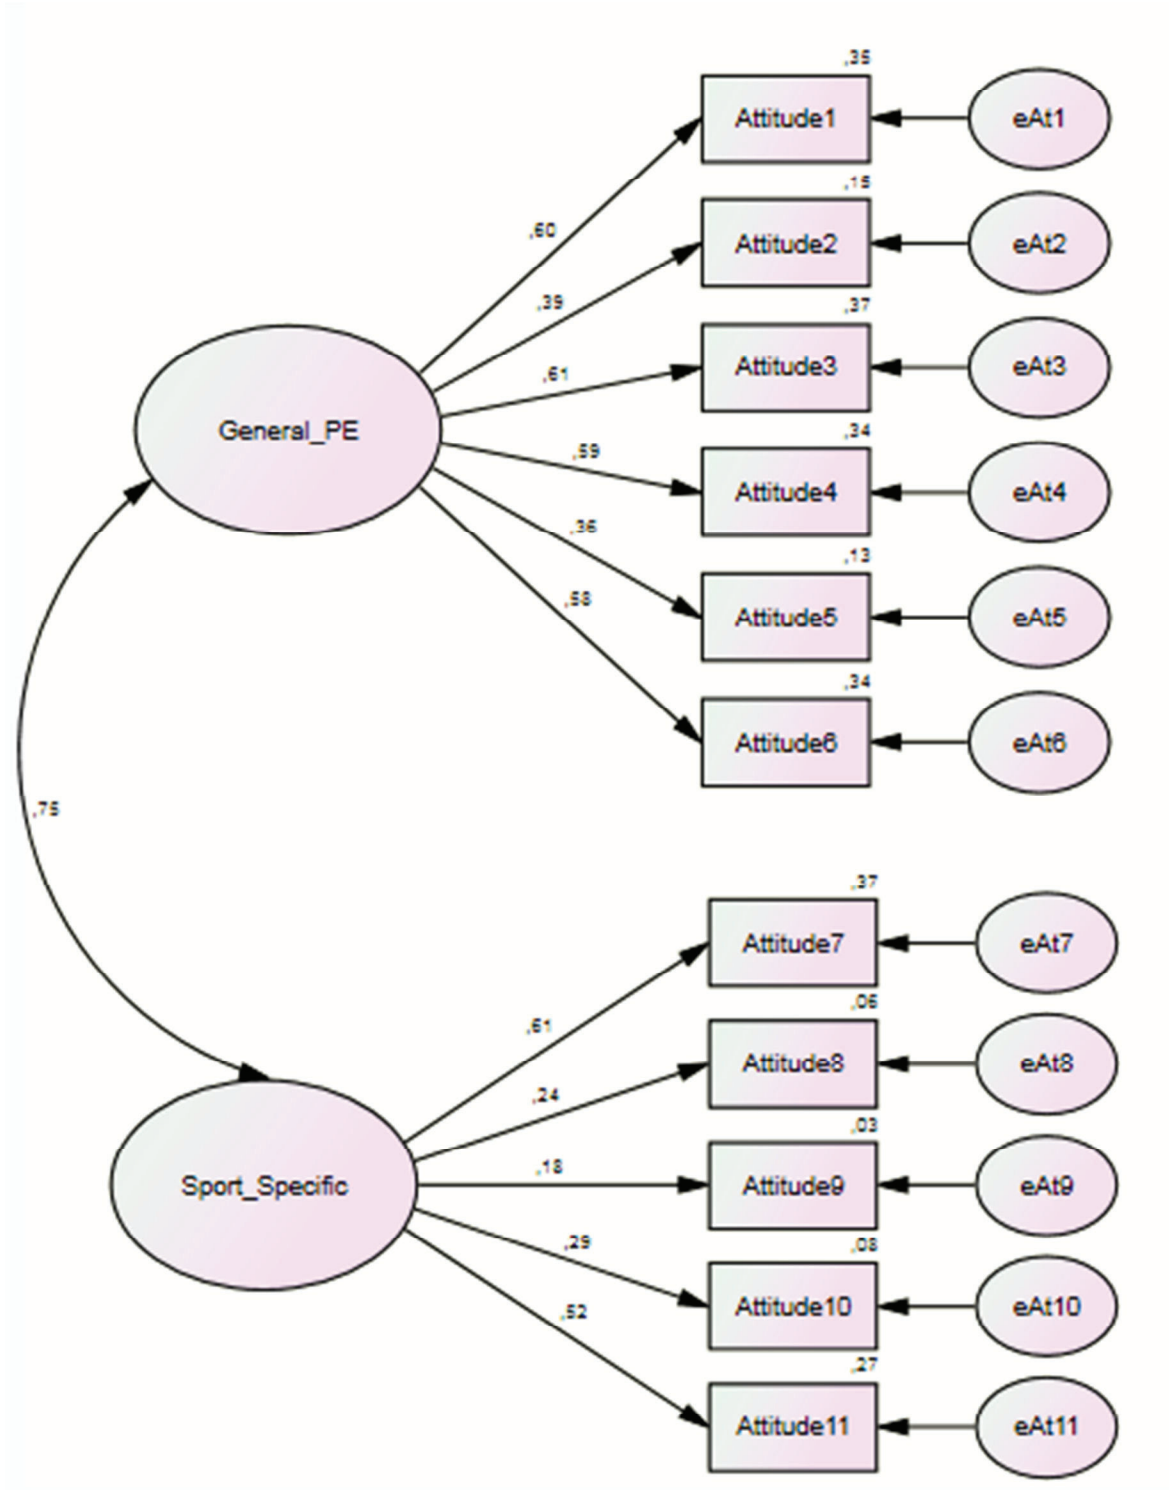 ,35
Attitude1
eAt1
,60
,15
Attitude2
eAt2
,39
,37
Attitude3
eAt3
,61
General_PE
,34
Attitude4
eAt4
,59
,13
Attitude5
eAt5
,36
,34
Attitude6
eAt6
,58
,75
,37
Attitude7
eAt7
,61
,06
Attitude8
eAt8
,24
,03
Attitude9
eAt9
,18
Sport_Specific
,08
Attitude10
eAt10
,29
,27
Attitude11
eAt11
,52